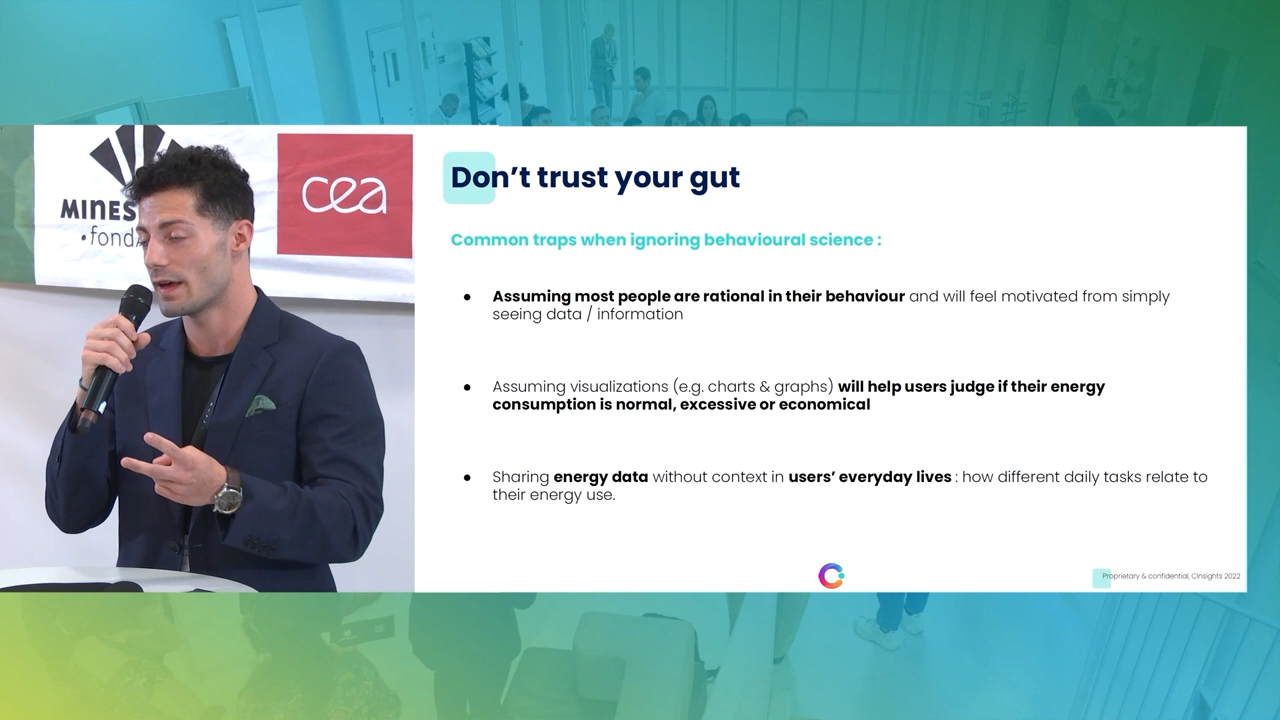 MINES
•fond
cea
Don’t trust your gut
Common traps when ignoring behavioural science :
● Assuming most people are rational in their behaviour and will feel motivated from simply
seeing data / information
● Assuming visualizations (e.g. charts & graphs) will help users judge if their energy
consumption is normal, excessive or economical
● Sharing energy data without context in users’ everyday lives : how different daily tasks relate to
their energy use.
Proprietary & confidential, CInsights 2022